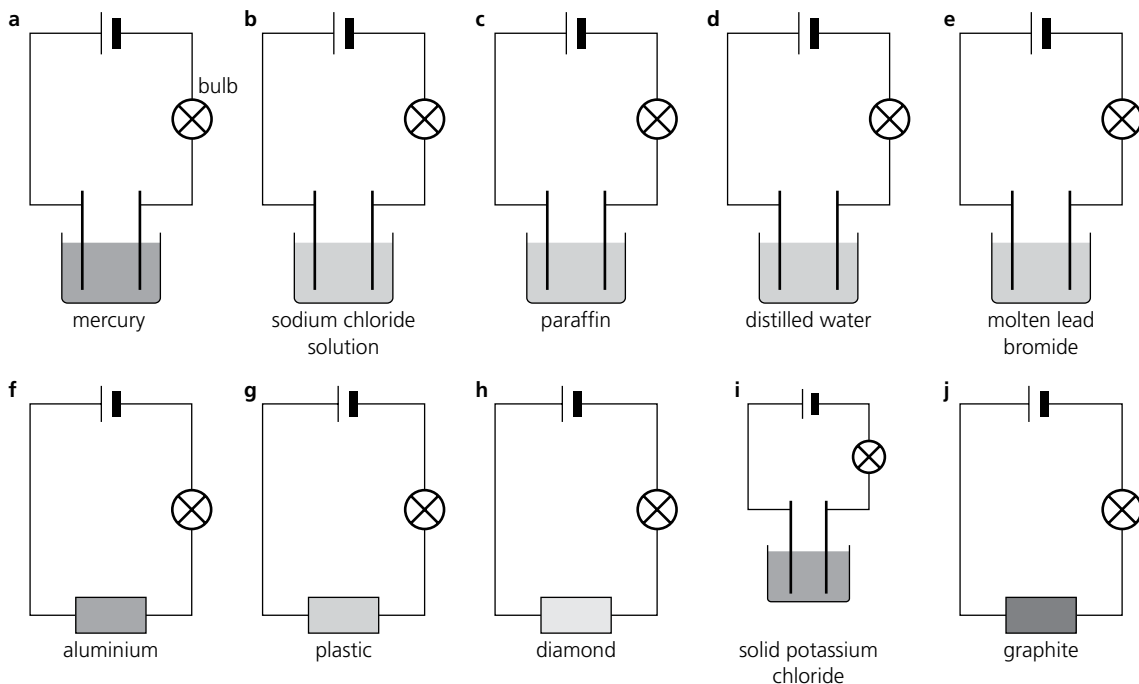 a
b
c
d
e
bulb
mercury
sodium chloride
solution
paraffin
distilled water
molten lead
bromide
f
g
h
i
j
aluminium
plastic
diamond
solid potassium
chloride
graphite